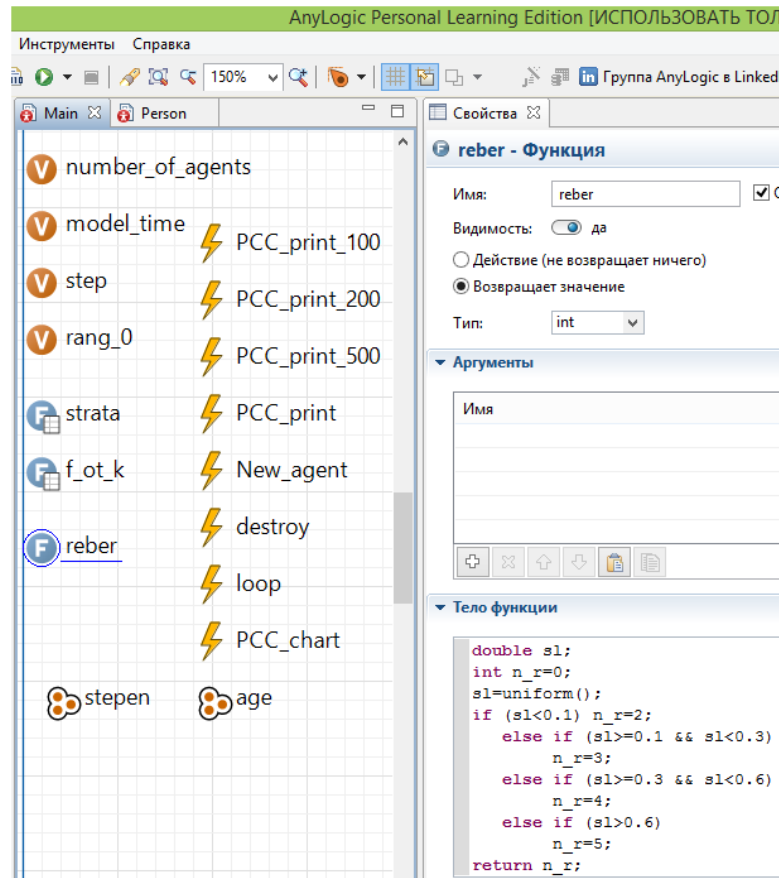 AnyLogic Personal Learning Edition [ИСПОЛЬЗОВАТЬ ТОЛ
Инструменты Справка
150% Группа AnyLogic в Linked
Main Person
number_of_agents
model_time
step
rang_0
strata
f_ot_k
reber
PCC_print_100
PCC_print_200
PCC_print_500
PCC_print
New_agent
destroy
loop
PCC_chart
stepen age
Свойства
reber - Функция
Имя: reber
Видимость: да
Действие (не возвращает ничего)
Возвращает значение
Тип: int
Аргументы
Имя
Тело функции
double sl;
int n_r=0;
sl=uniform();
if (sl<0.1) n_r=2;
else if (sl>=0.1 && sl<0.3)
n_r=3;
else if (sl>=0.3 && sl<0.6)
n_r=4;
else if (sl>0.6)
n_r=5;
return n_r;